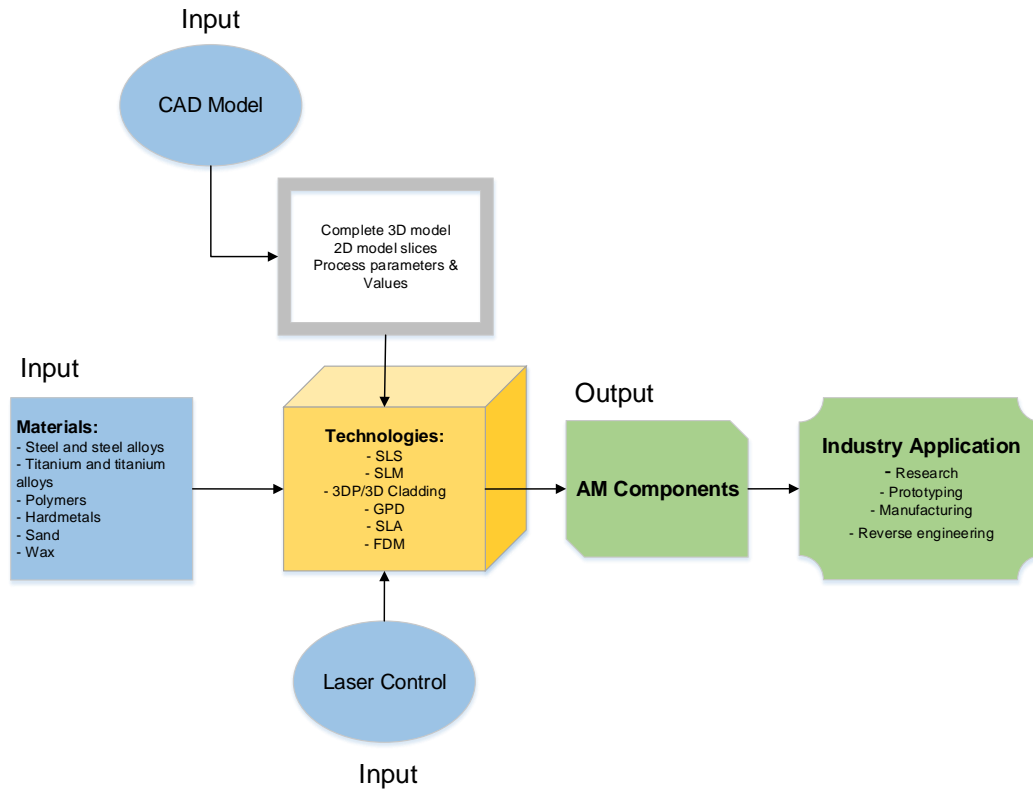 Input
CAD Model
Complete 3D model
2D model slices
Process parameters &
Values
Input
Materials:
- Steel and steel alloys
- Titanium and titanium
alloys
- Polymers
- Hardmetals
- Sand
- Wax
Technologies:
- SLS
- SLM
- 3DP/3D Cladding
- GPD
- SLA
- FDM
Output
AM Components
Industry Application
- Research
- Prototyping
- Manufacturing
- Reverse engineering
Laser Control
Input